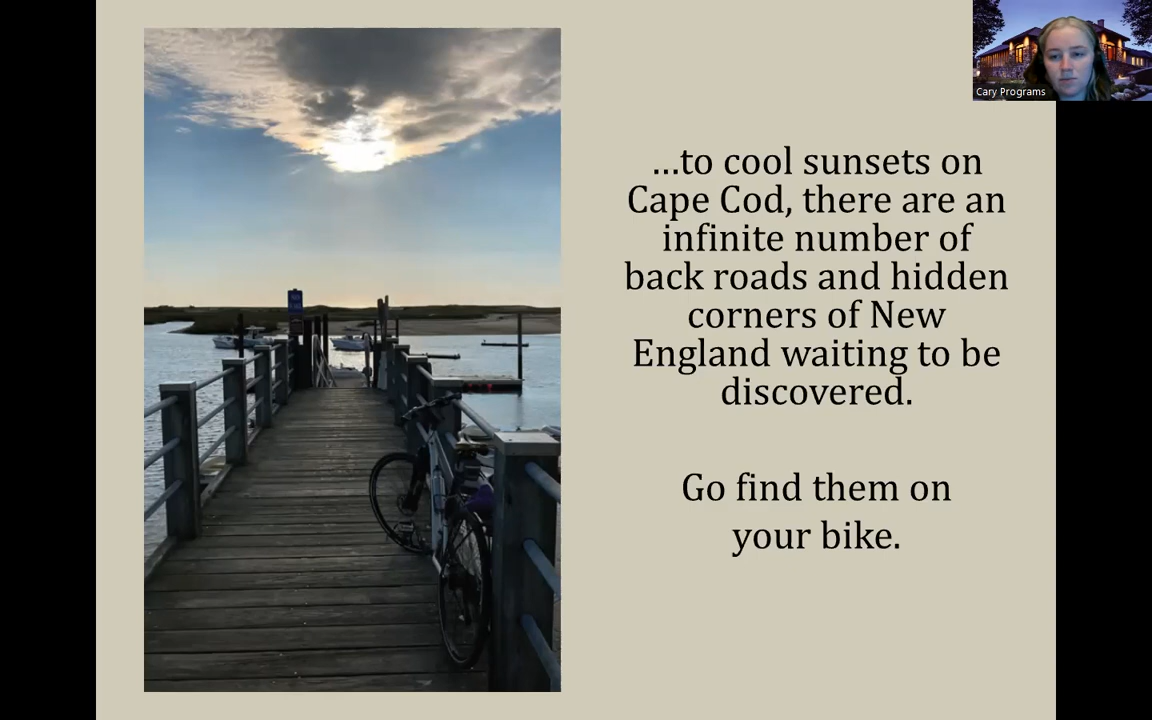 Cary Programs
...to cool sunsets on
Cape Cod, there are an
infinite number of
back roads and hidden
corners of New
England waiting to be
discovered.
Go find them on
your bike.